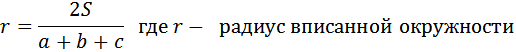 r = 2S / (a + b + c) где r − радиус вписанной окружности